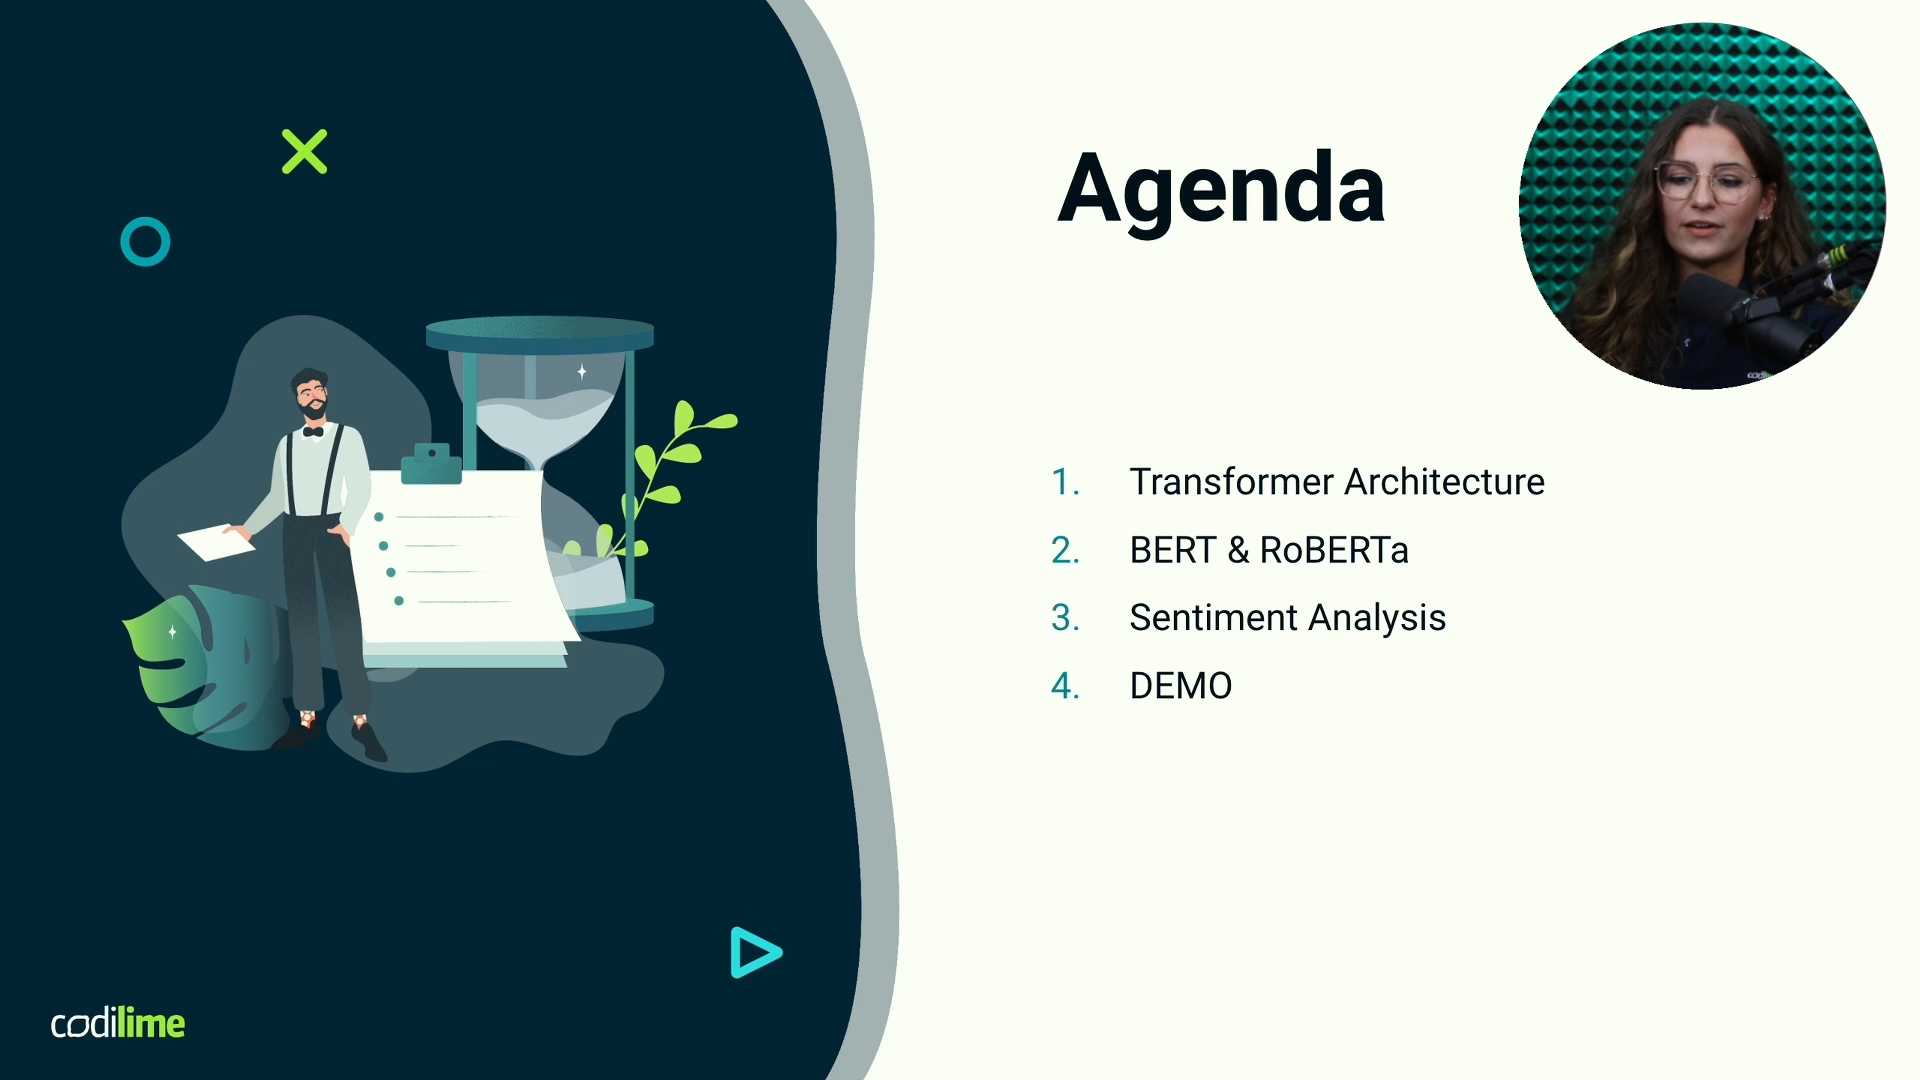 Agenda
1. Transformer Architecture
2. BERT & RoBERTa
3. Sentiment Analysis
4. DEMO
codilime